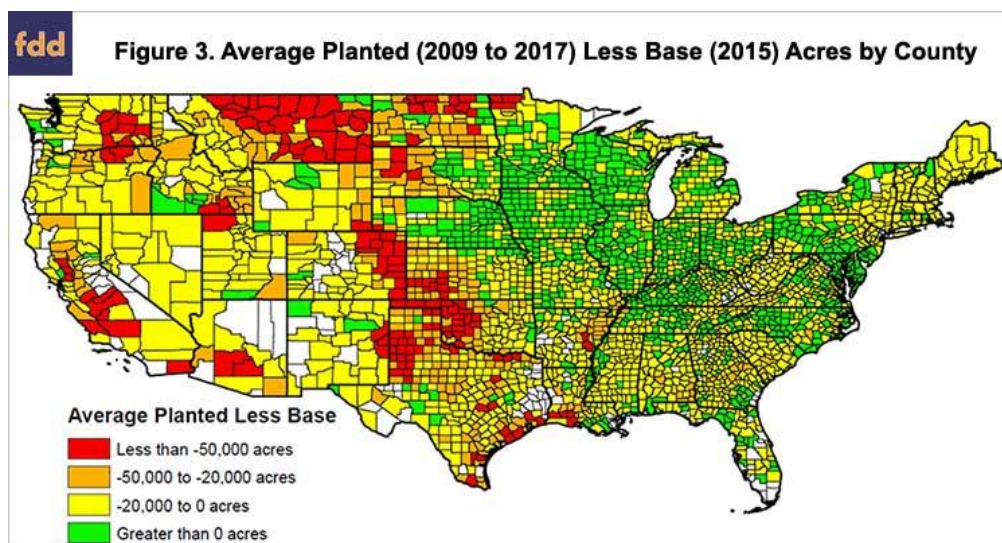 fdd
Figure 3. Average Planted (2009 to 2017) Less Base (2015) Acres by County
Average Planted Less Base
Less than -50,000 acres
-50,000 to -20,000 acres
-20,000 to 0 acres
Greater than 0 acres